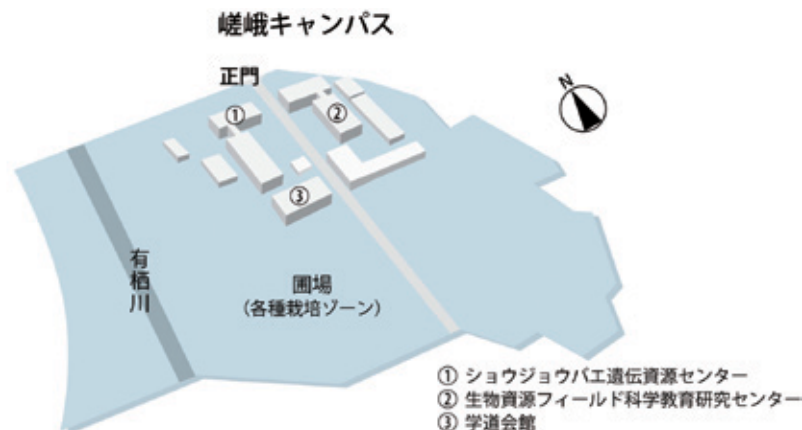 嵯峨キャンパス
正門
N
①
②
③
有栖川
圃場
(各種栽培ゾーン)
① ショウジョウバエ遺伝資源センター
② 生物資源フィールド科学教育研究センター
③ 学道会館